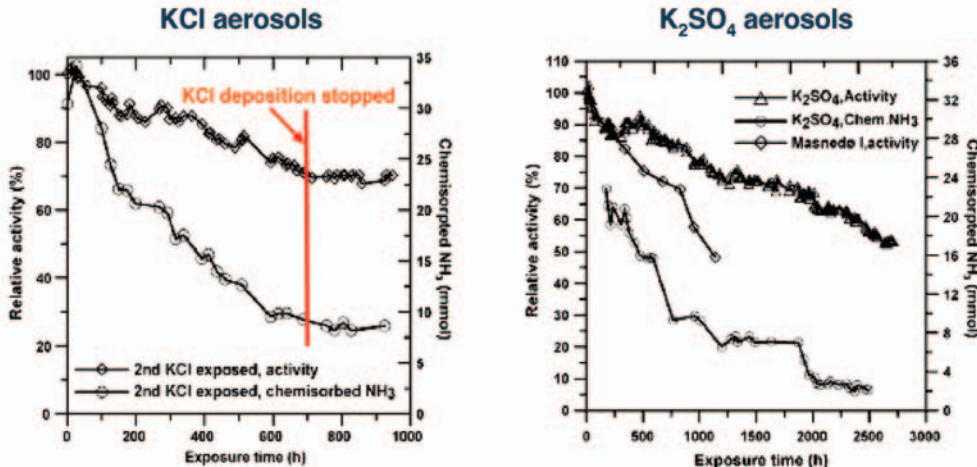 KCl aerosols
100
80
60
40
20
0
Relative activity (%)
KCl deposition stopped
35
30
25
20
15
10
5
0
Chemisorpted NH₃ (mmol)
2nd KCl exposed, activity
2nd KCl exposed, chemisorbed NH₃
0 200 400 600 800 1000
Exposure time (h)
K₂SO₄ aerosols
110
100
90
80
70
60
50
40
30
20
10
0
Relative activity (%)
K₂SO₄,Activity
K₂SO₄,Chem.NH₃
Masnedø I,activity
36
32
28
24
20
16
12
8
4
0
Chemisorpted NH₃ (mmol)
0 500 1000 1500 2000 2500 3000
Exposure time (h)